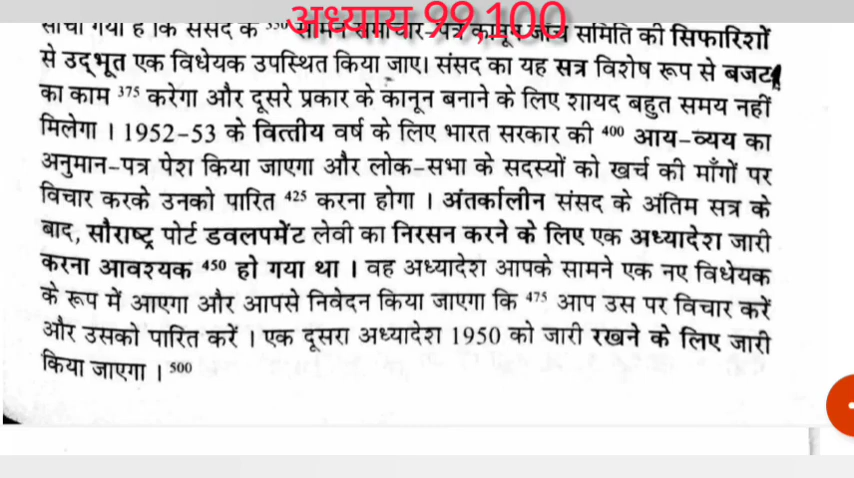 अध्याय 99,100
सोचा गया है कि संसद के ³⁵⁰ सामने समाचार-पत्र कानून जाँच समिति की सिफारिशों
से उद्भूत एक विधेयक उपस्थित किया जाए। संसद का यह सत्र विशेष रूप से बजट
का काम ³⁷⁵ करेगा और दूसरे प्रकार के कानून बनाने के लिए शायद बहुत समय नहीं
मिलेगा । 1952-53 के वित्तीय वर्ष के लिए भारत सरकार की ⁴⁰⁰ आय-व्यय का
अनुमान-पत्र पेश किया जाएगा और लोक-सभा के सदस्यों को खर्च की माँगों पर
विचार करके उनको पारित ⁴²⁵ करना होगा । अंतर्कालीन संसद के अंतिम सत्र के
बाद, सौराष्ट्र पोर्ट डवलपमेंट लेवी का निरसन करने के लिए एक अध्यादेश जारी
करना आवश्यक ⁴⁵⁰ हो गया था । वह अध्यादेश आपके सामने एक नए विधेयक
के रूप में आएगा और आपसे निवेदन किया जाएगा कि ⁴⁷⁵ आप उस पर विचार करें
और उसको पारित करें । एक दूसरा अध्यादेश 1950 को जारी रखने के लिए जारी
किया जाएगा । ⁵⁰⁰